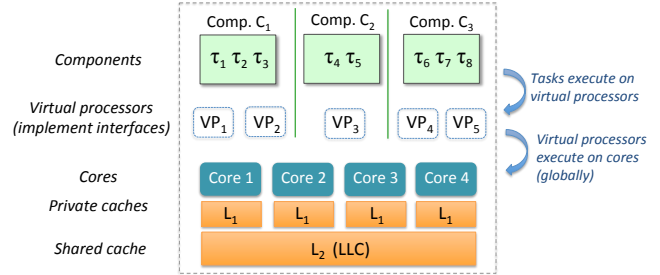 Comp. C1 Comp. C2 Comp. C3
Components τ1 τ2 τ3 τ4 τ5 τ6 τ7 τ8
Tasks execute on
virtual processors
Virtual processors
(implement interfaces) VP1 VP2 VP3 VP4 VP5
Virtual processors
execute on cores
(globally)
Cores Core 1 Core 2 Core 3 Core 4
Private caches L1 L1 L1 L1
Shared cache L2 (LLC)